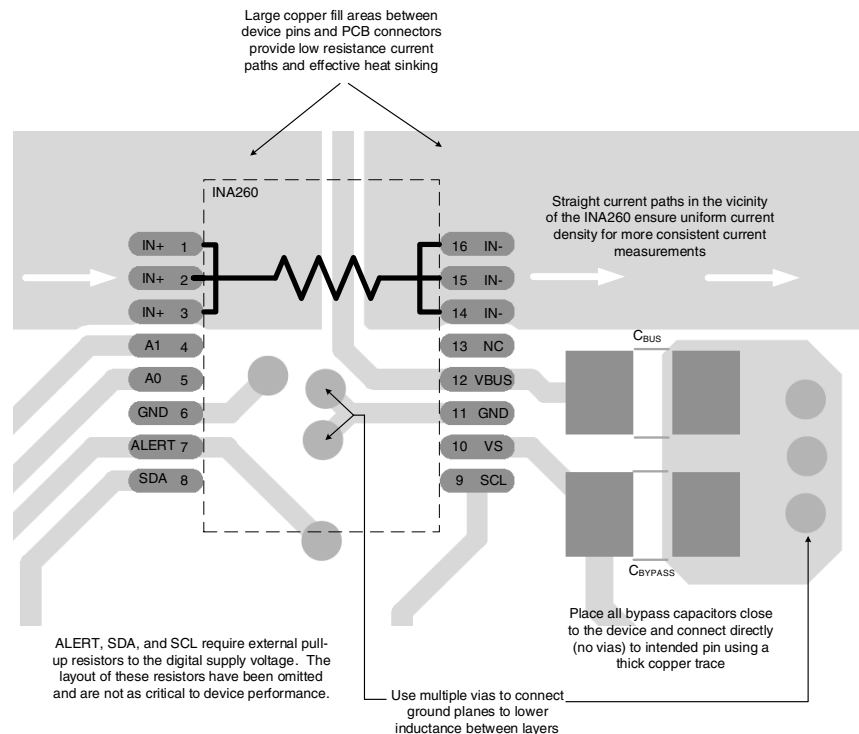 Large copper fill areas between
device pins and PCB connectors
provide low resistance current
paths and effective heat sinking
INA260
Straight current paths in the vicinity
of the INA260 ensure uniform current
density for more consistent current
measurements
IN+ 1
IN+ 2
IN+ 3
A1 4
A0 5
GND 6
ALERT 7
SDA 8
16 IN-
15 IN-
14 IN-
13 NC
12 VBUS
11 GND
10 VS
9 SCL
CBUS
CBYPASS
ALERT, SDA, and SCL require external pull-
up resistors to the digital supply voltage. The
layout of these resistors have been omitted
and are not as critical to device performance.
Place all bypass capacitors close
to the device and connect directly
(no vias) to intended pin using a
thick copper trace
Use multiple vias to connect
ground planes to lower
inductance between layers